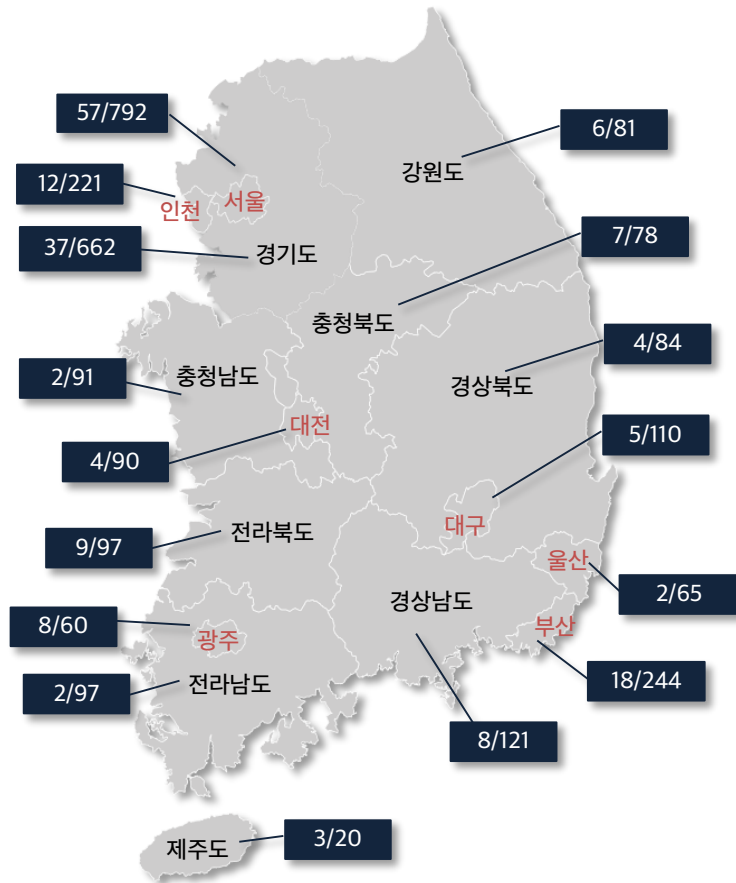 57/792
6/81
강원도
12/221
인천
서울
37/662
경기도
7/78
충청북도
4/84
2/91
충청남도
경상북도
대전
4/90
5/110
대구
9/97
전라북도
울산
2/65
경상남도
8/60
광주
부산
2/97
전라남도
18/244
8/121
3/20
제주도